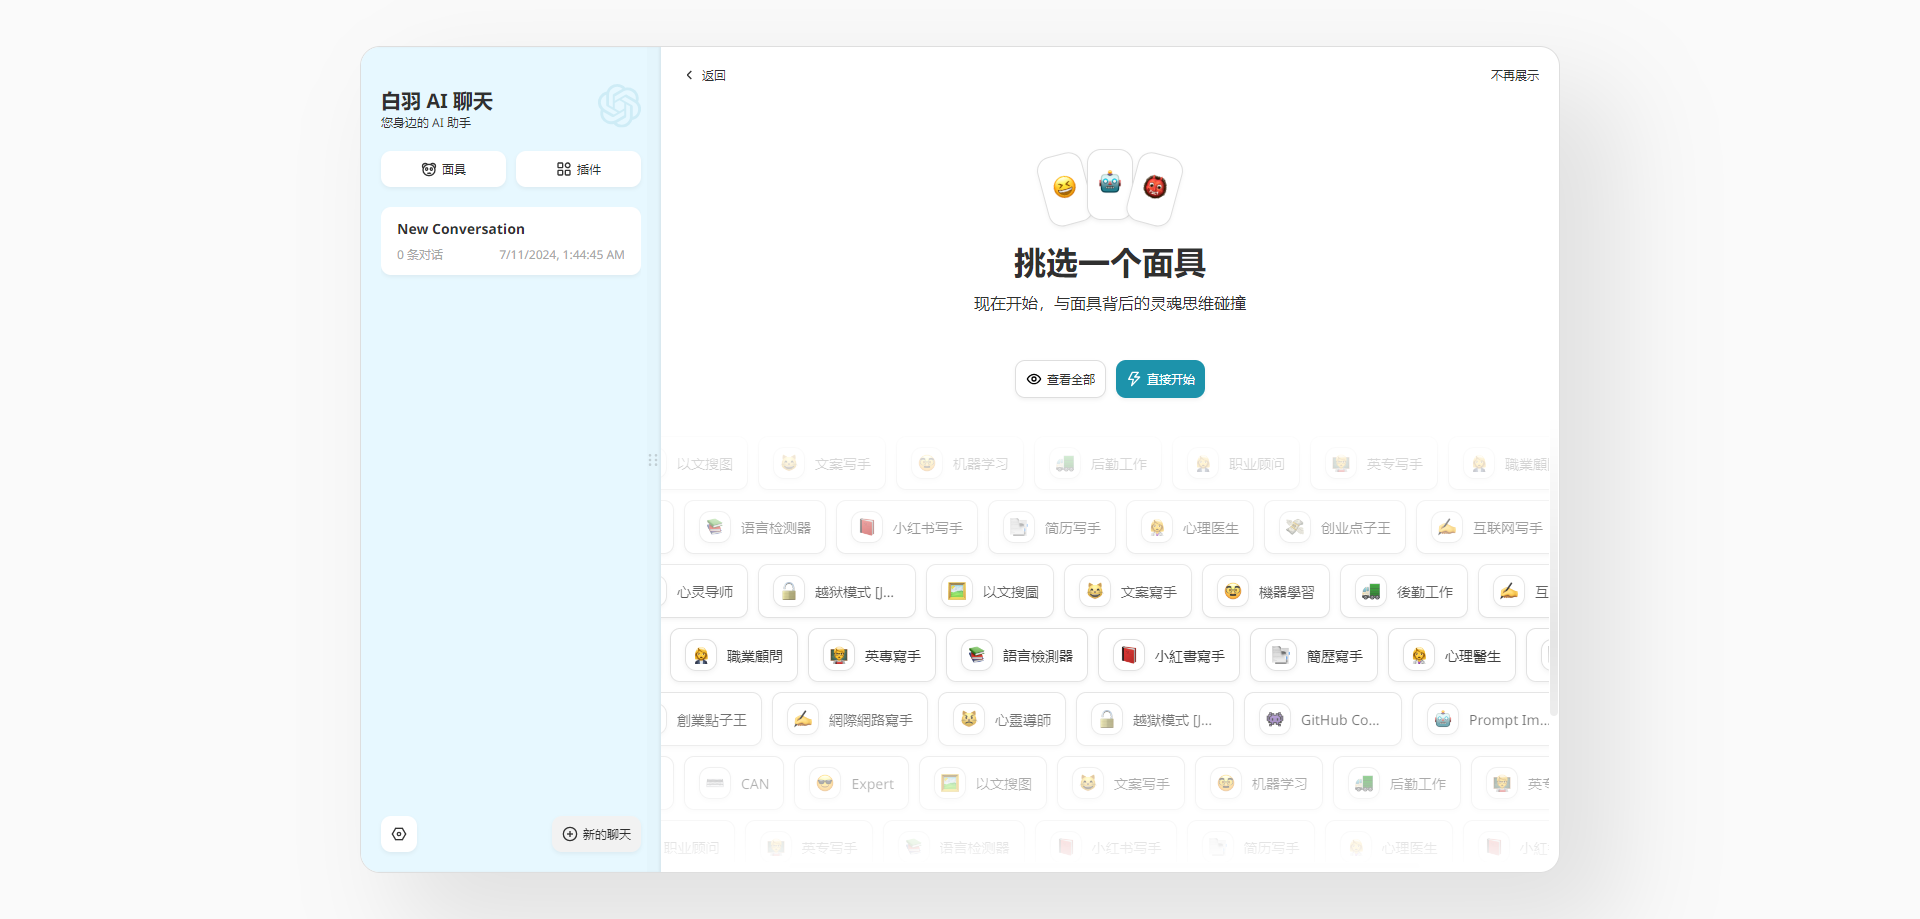 白羽 AI 聊天
您身边的 AI 助手
面具
插件
New Conversation
0 条对话
7/11/2024, 1:44:45 AM
新的聊天
返回
不再展示
挑选一个面具
现在开始，与面具背后的灵魂思维碰撞
查看全部
直接开始
以文搜图 文案写手 机器学习 后勤工作 职业顾问 英专写手 職業顧
语言检测器 小红书写手 简历写手 心理医生 创业点子王 互联网写手
心灵导师 越狱模式 [J... 以文搜圖 文案寫手 機器學習 後勤工作 互
職業顧問 英專寫手 語言檢測器 小紅書寫手 簡歷寫手 心理醫生
創業點子王 網際網路寫手 心靈導師 越獄模式 [J... GitHub Co... Prompt Im...
CAN Expert 以文搜图 文案写手 机器学习 后勤工作 英专
职业顾问 英专写手 语言检测器 小红书写手 简历写手 心理医生 小红